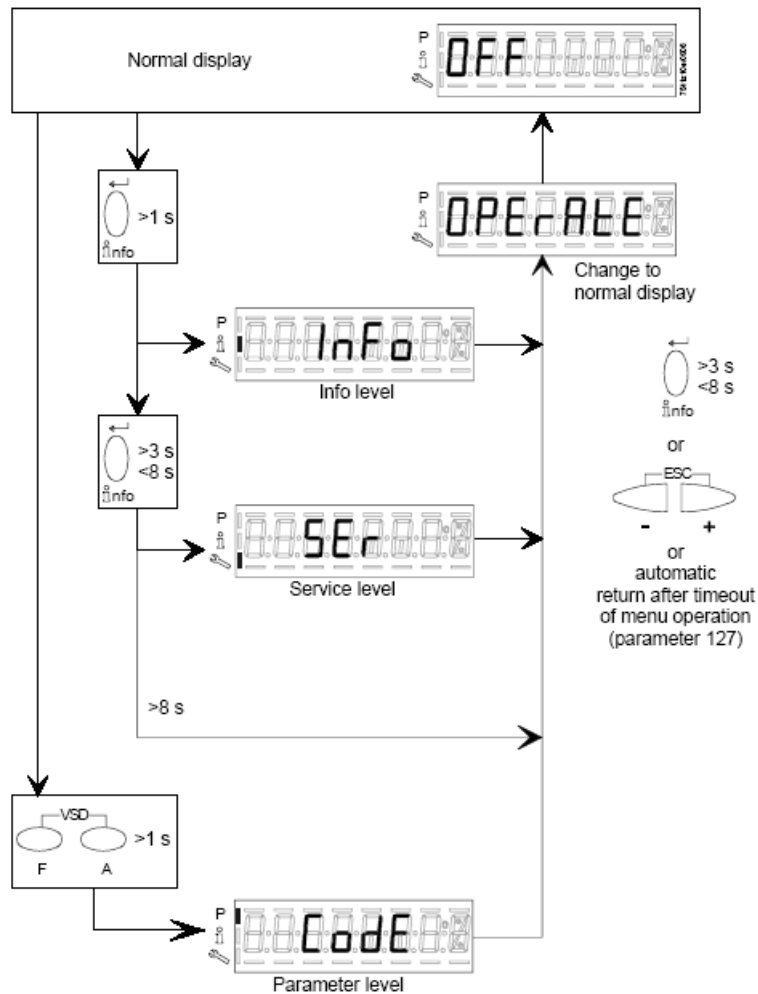 Normal display
P
OFF
>1 s
info
P
OPErAtE
Change to
normal display
P
InFo
Info level
>3 s
<8 s
info
>3 s
<8 s
info
or
ESC
- +
or
automatic
return after timeout
of menu operation
(parameter 127)
P
SEr
Service level
>8 s
VSD
>1 s
F A
P
CodE
Parameter level